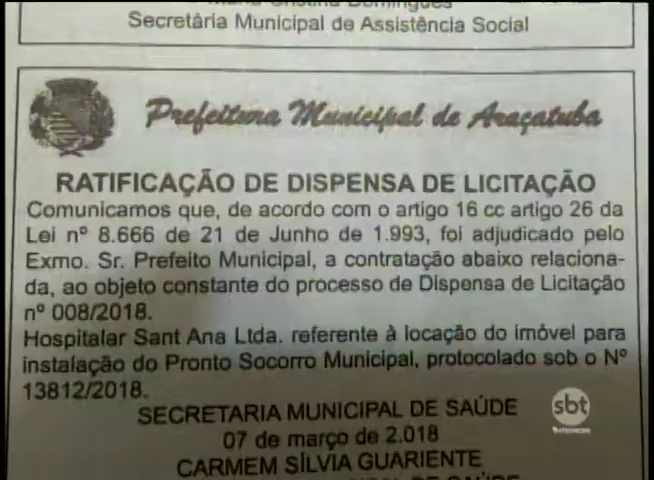 Secretária Municipal de Assistência Social
Prefeitura Municipal de Araçatuba
RATIFICAÇÃO DE DISPENSA DE LICITAÇÃO
Comunicamos que, de acordo com o artigo 16 cc artigo 26 da
Lei nº 8.666 de 21 de Junho de 1.993, foi adjudicado pelo
Exmo. Sr. Prefeito Municipal, a contratação abaixo relaciona-
da, ao objeto constante do processo de Dispensa de Licitação
nº 008/2018.
Hospitalar Sant Ana Ltda. referente à locação do imóvel para
instalação do Pronto Socorro Municipal, protocolado sob o Nº
13812/2018.
SECRETARIA MUNICIPAL DE SAÚDE
07 de março de 2.018
CARMEM SÍLVIA GUARIENTE
sbt